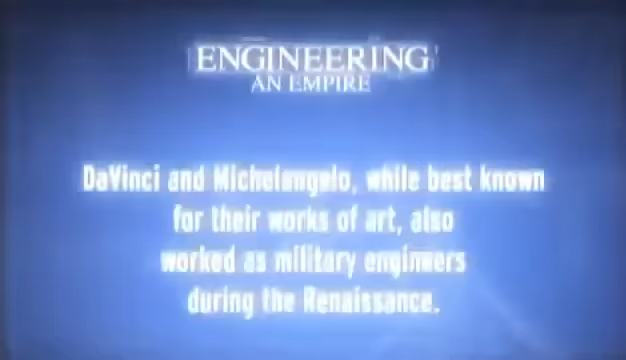 ENGINEERING
AN EMPIRE
DaVinci and Michelangelo, while best known
for their works of art, also
worked as military engineers
during the Renaissance.